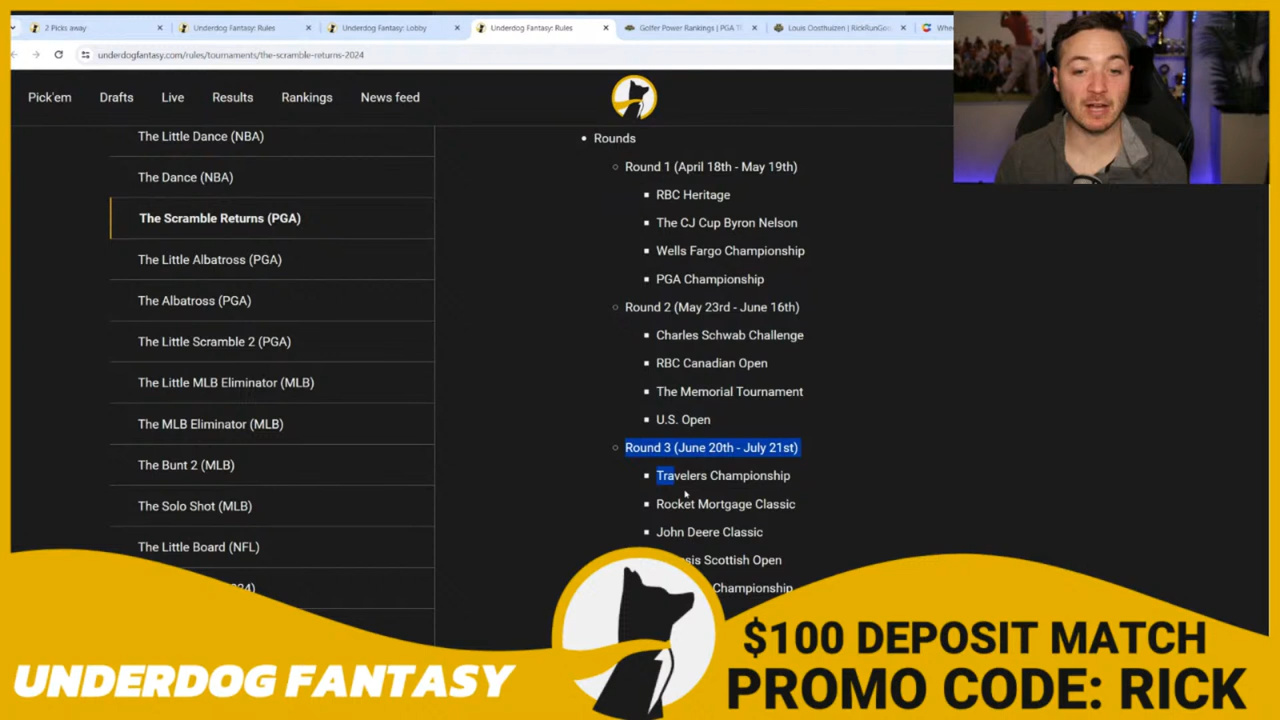 2 Picks away
Underdog Fantasy: Rules
Underdog Fantasy: Lobby
Underdog Fantasy: Rules
Golfer Power Rankings | PGA
Louis Oosthuizen | RickRunGoo
underdogfantasy.com/rules/tournaments/the-scramble-returns-2024
Pick'em Drafts Live Results Rankings News feed
The Little Dance (NBA)
The Dance (NBA)
The Scramble Returns (PGA)
The Little Albatross (PGA)
The Albatross (PGA)
The Little Scramble 2 (PGA)
The Little MLB Eliminator (MLB)
The MLB Eliminator (MLB)
The Bunt 2 (MLB)
The Solo Shot (MLB)
The Little Board (NFL)
Rounds
Round 1 (April 18th - May 19th)
RBC Heritage
The CJ Cup Byron Nelson
Wells Fargo Championship
PGA Championship
Round 2 (May 23rd - June 16th)
Charles Schwab Challenge
RBC Canadian Open
The Memorial Tournament
U.S. Open
Round 3 (June 20th - July 21st)
Travelers Championship
Rocket Mortgage Classic
John Deere Classic
Scottish Open
Championship
UNDERDOG FANTASY
$100 DEPOSIT MATCH
PROMO CODE: RICK